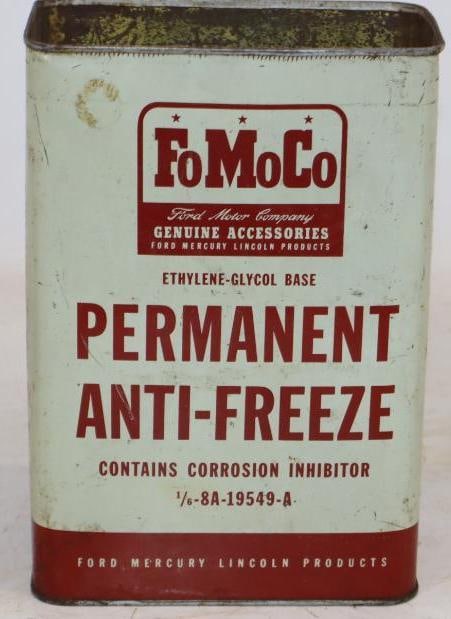 FoMoCo
Ford Motor Company
GENUINE ACCESSORIES
FORD MERCURY LINCOLN PRODUCTS
ETHYLENE-GLYCOL BASE
PERMANENT
ANTI-FREEZE
CONTAINS CORROSION INHIBITOR
1/6-8A-19549-A
FORD MERCURY LINCOLN PRODUCTS